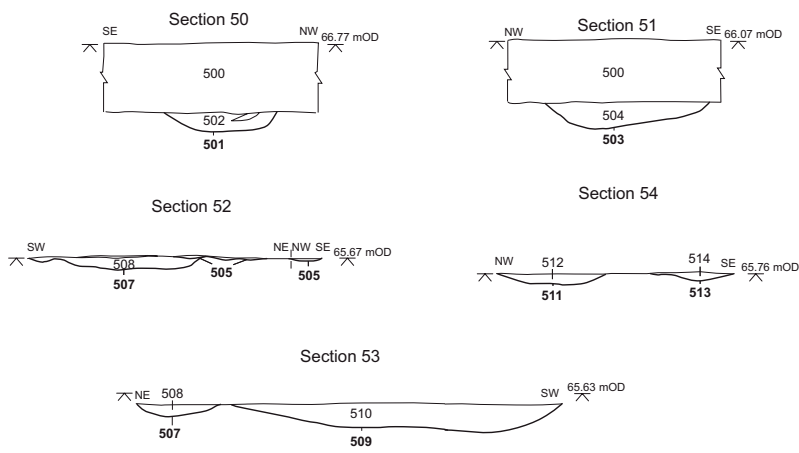 Section 50
SE
NW 66.77 mOD
500
502
501
Section 51
NW
SE 66.07 mOD
500
504
503
Section 52
SW
NE NW SE 65.67 mOD
508
507
505
505
Section 54
NW
512
514
SE 65.76 mOD
511
513
Section 53
NE 508
SW 65.63 mOD
510
507
509